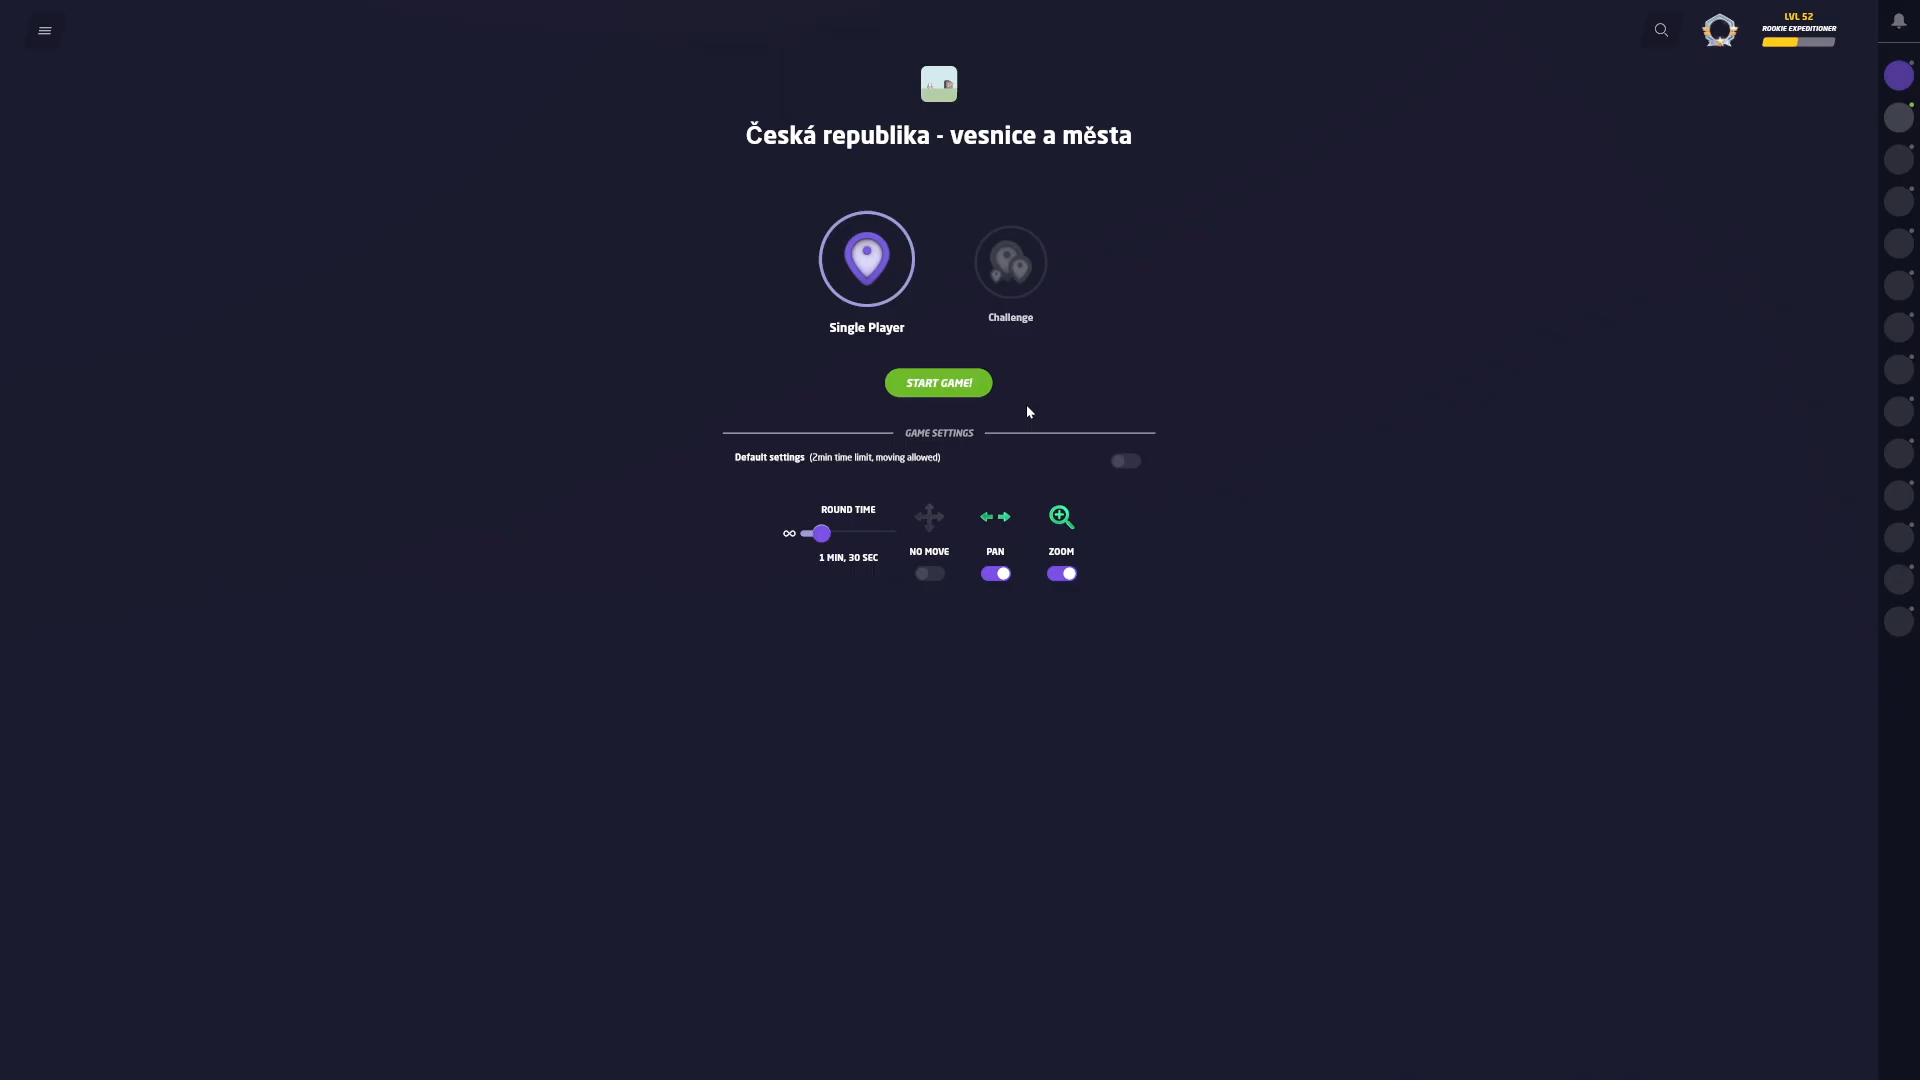 LVL 52
ROOKIE EXPEDITIONER
Česká republika - vesnice a města
Single Player
Challenge
START GAME!
GAME SETTINGS
Default settings (2min time limit, moving allowed)
ROUND TIME
∞
1 MIN, 30 SEC
NO MOVE
PAN
ZOOM